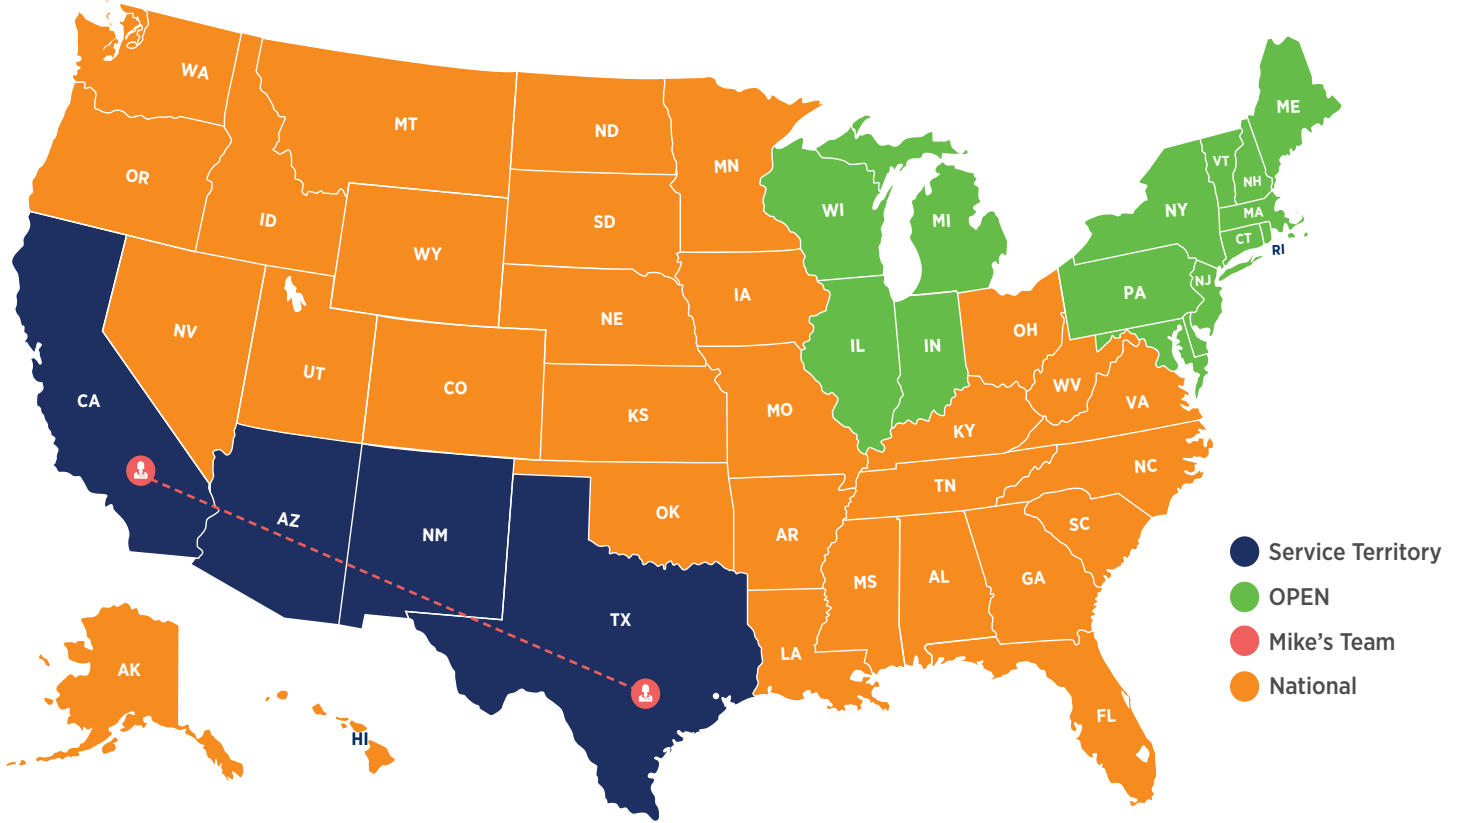 WA
MT
ND
MN
ME
OR
ID
SD
WI
MI
VT
NH
NY
MA
CT
RI
WY
IA
NE
PA
NJ
NV
UT
CO
IL
IN
OH
CA
KS
MO
WV
VA
KY
NC
TN
AZ
NM
OK
AR
SC
MS
AL
GA
TX
LA
FL
AK
HI
Service Territory
OPEN
Mike's Team
National